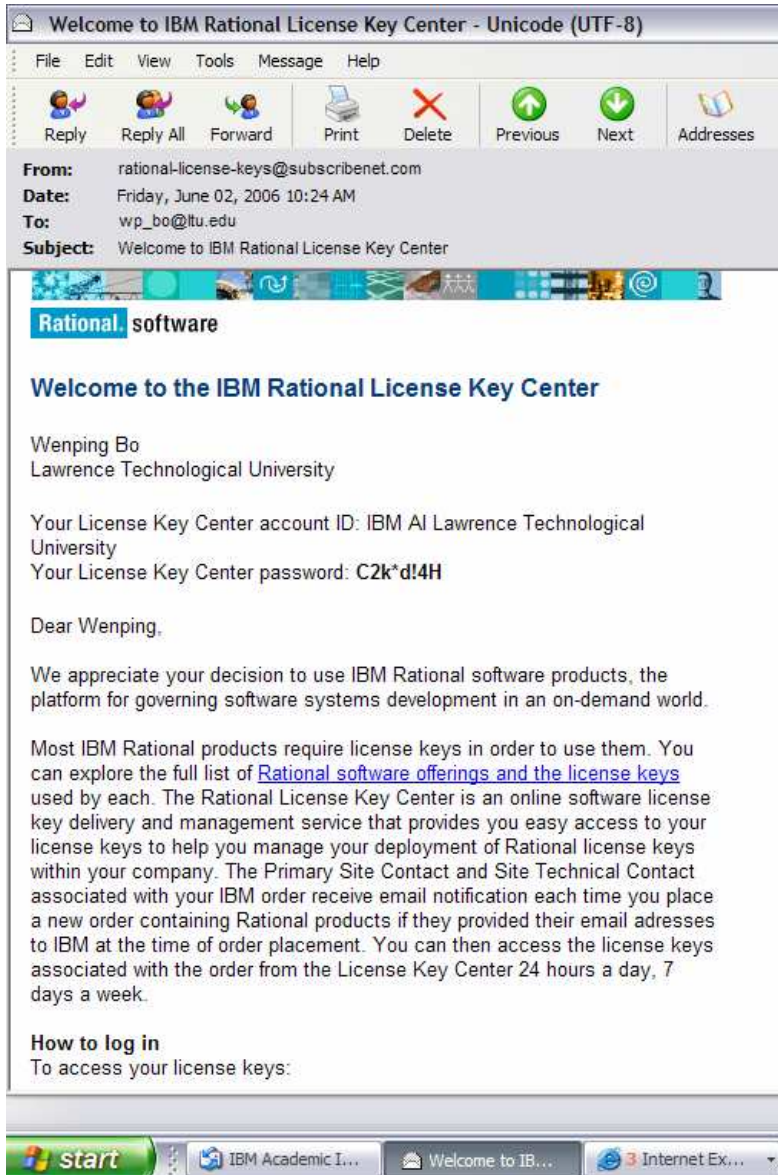 Welcome to IBM Rational License Key Center - Unicode (UTF-8)
File Edit View Tools Message Help
Reply Reply All Forward Print Delete Previous Next Addresses
From: rational-license-keys@subscribenet.com
Date: Friday, June 02, 2006 10:24 AM
To: wp_bo@ltu.edu
Subject: Welcome to IBM Rational License Key Center
Rational. software
Welcome to the IBM Rational License Key Center
Wenping Bo
Lawrence Technological University
Your License Key Center account ID: IBM AI Lawrence Technological
University
Your License Key Center password: C2k*d!4H
Dear Wenping,
We appreciate your decision to use IBM Rational software products, the
platform for governing software systems development in an on-demand world.
Most IBM Rational products require license keys in order to use them. You
can explore the full list of Rational software offerings and the license keys
used by each. The Rational License Key Center is an online software license
key delivery and management service that provides you easy access to your
license keys to help you manage your deployment of Rational license keys
within your company. The Primary Site Contact and Site Technical Contact
associated with your IBM order receive email notification each time you place
a new order containing Rational products if they provided their email adresses
to IBM at the time of order placement. You can then access the license keys
associated with the order from the License Key Center 24 hours a day, 7
days a week.
How to log in
To access your license keys:
start IBM Academic I... Welcome to IB... 3 Internet Ex...